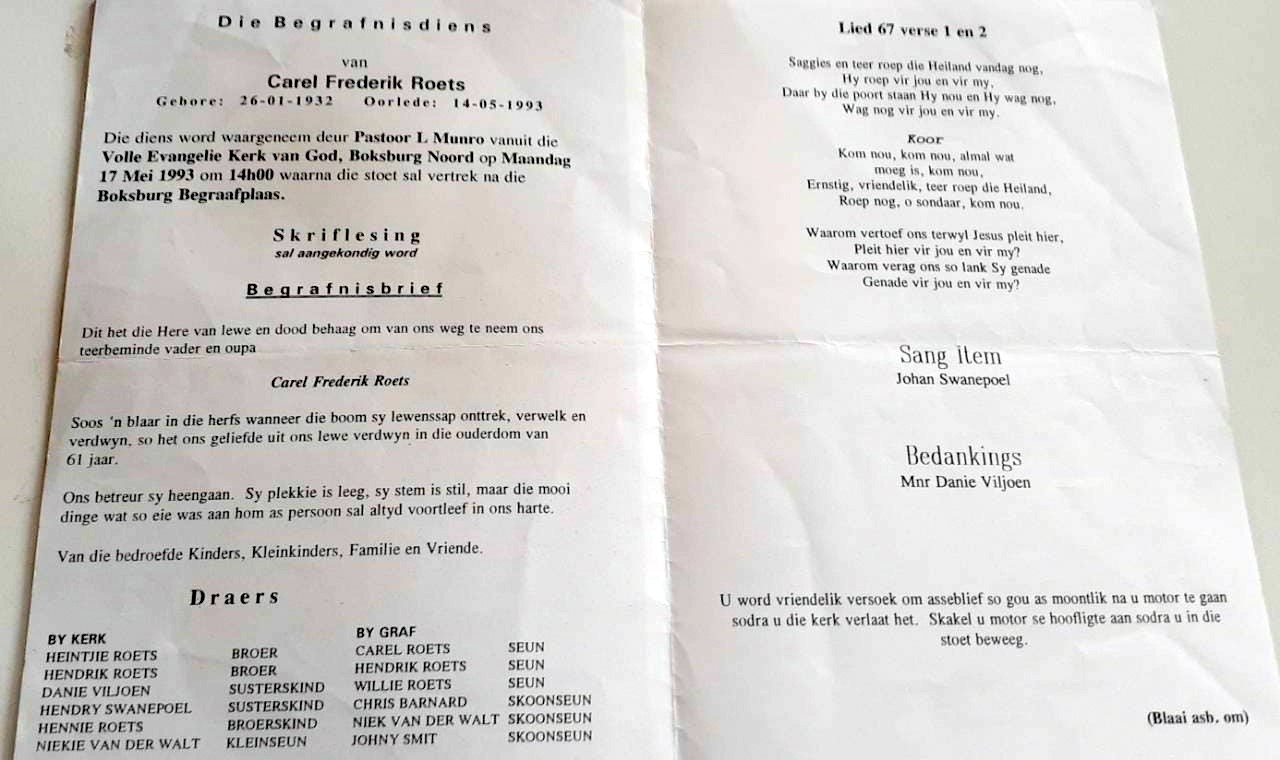 Die Begrafnisdiens
van
Carel Frederik Roets
Gebore: 26-01-1932 Oorlede: 14-05-1993
Die diens word waargeneem deur Pastoor L Munro vanuit die
Volle Evangelie Kerk van God, Boksburg Noord op Maandag
17 Mei 1993 om 14h00 waarna die stoet sal vertrek na die
Boksburg Begraafplaas.
Skriflesing
sal aangekondig word
Begrafnisbrief
Dit het die Here van lewe en dood behaag om van ons weg te neem ons
teerbeminde vader en oupa
Carel Frederik Roets
Soos 'n blaar in die herfs wanneer die boom sy lewenssap onttrek, verwelk en
verdwyn, so het ons geliefde uit ons lewe verdwyn in die ouderdom van
61 jaar.
Ons betreur sy heengaan. Sy plekkie is leeg, sy stem is stil, maar die mooi
dinge wat so eie was aan hom as persoon sal altyd voortleef in ons harte.
Van die bedroefde Kinders, Kleinkinders, Familie en Vriende.
Draers
BY KERK
HEINTJIE ROETS BROER
HENDRIK ROETS BROER
DANIE VILJOEN SUSTERSKIND
HENDRY SWANEPOEL SUSTERSKIND
HENNIE ROETS BROERSKIND
NIEKIE VAN DER WALT KLEINSEUN
BY GRAF
CAREL ROETS SEUN
HENDRIK ROETS SEUN
WILLIE ROETS SEUN
CHRIS BARNARD SKOONSEUN
NIEK VAN DER WALT SKOONSEUN
JOHNY SMIT SKOONSEUN
Lied 67 verse 1 en 2
Saggies en teer roep die Heiland vandag nog,
Hy roep vir jou en vir my,
Daar by die poort staan Hy nou en Hy wag nog,
Wag nog vir jou en vir my.
Koor
Kom nou, kom nou, almal wat
moeg is, kom nou,
Ernstig, vriendelik, teer roep die Heiland,
Roep nog, o sondaar, kom nou.
Waarom vertoef ons terwyl Jesus pleit hier,
Pleit hier vir jou en vir my?
Waarom verag ons so lank Sy genade
Genade vir jou en vir my?
Sang Item
Johan Swanepoel
Bedankings
Mnr Danie Viljoen
U word vriendelik versoek om asseblief so gou as moontlik na u motor te gaan
sodra u die kerk verlaat het. Skakel u motor se hoofligte aan sodra u in die
stoet beweeg.
(Blaai asb. om)